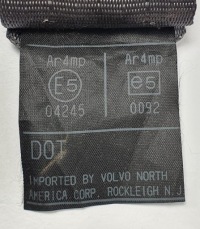 Ar4mp Ar4mp
E5 e5
04245 0092
DOT
IMPORTED BY VOLVO NORTH
AMERICA CORP. ROCKLEIGH N.J